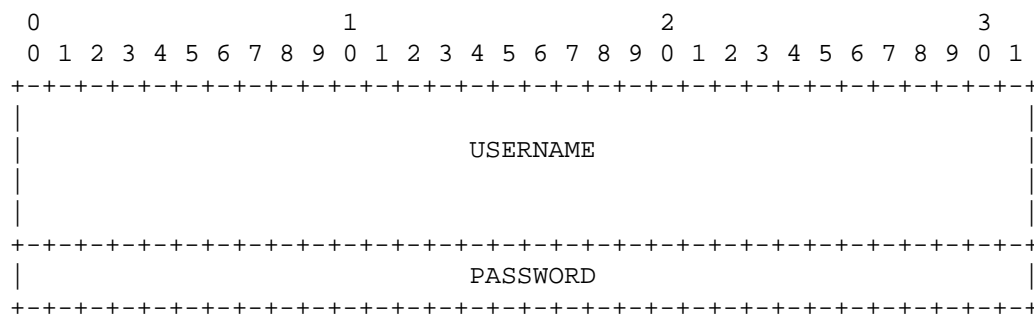 0                   1                   2                   3
 0 1 2 3 4 5 6 7 8 9 0 1 2 3 4 5 6 7 8 9 0 1 2 3 4 5 6 7 8 9 0 1
+-+-+-+-+-+-+-+-+-+-+-+-+-+-+-+-+-+-+-+-+-+-+-+-+-+-+-+-+-+-+-+-+
|                                                               |
|                            USERNAME                           |
|                                                               |
|                                                               |
+-+-+-+-+-+-+-+-+-+-+-+-+-+-+-+-+-+-+-+-+-+-+-+-+-+-+-+-+-+-+-+-+
|                            PASSWORD                           |
+-+-+-+-+-+-+-+-+-+-+-+-+-+-+-+-+-+-+-+-+-+-+-+-+-+-+-+-+-+-+-+-+